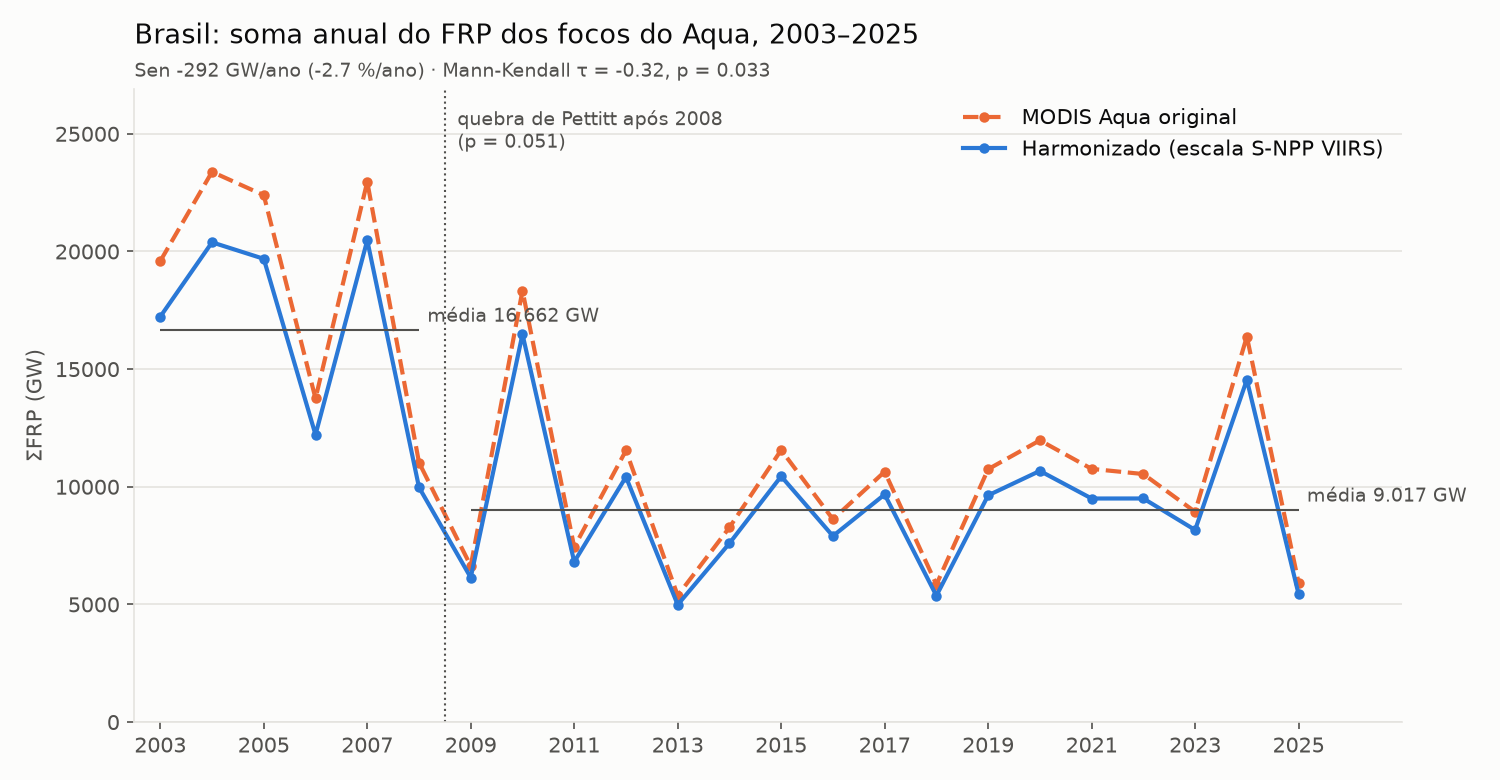 Brasil: soma anual do FRP dos focos do Aqua, 2003–2025
Sen -292 GW/ano (-2.7 %/ano) · Mann-Kendall τ = -0.32, p = 0.033
quebra de Pettitt após 2008
(p = 0.051)
MODIS Aqua original
Harmonizado (escala S-NPP VIIRS)
média 16.662 GW
média 9.017 GW
ΣFRP (GW)
25000
20000
15000
10000
5000
0
2003 2005 2007 2009 2011 2013 2015 2017 2019 2021 2023 2025